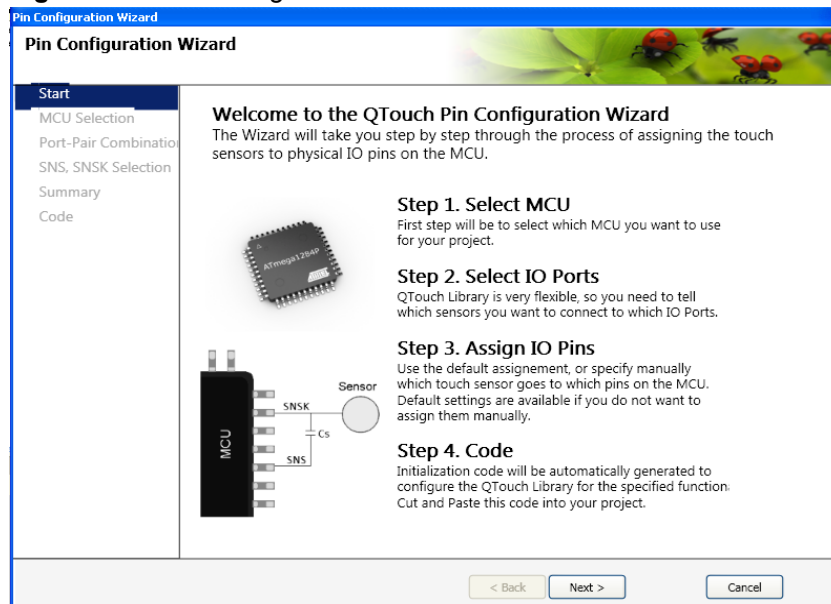 Pin Configuration Wizard
Pin Configuration Wizard
Start
MCU Selection
Port-Pair Combinatio
SNS, SNSK Selection
Summary
Code
Welcome to the QTouch Pin Configuration Wizard
The Wizard will take you step by step through the process of assigning the touch
sensors to physical IO pins on the MCU.
ATmega1284P
Step 1. Select MCU
First step will be to select which MCU you want to use
for your project.
Step 2. Select IO Ports
QTouch Library is very flexible, so you need to tell
which sensors you want to connect to which IO Ports.
MCU
SNSK
Sensor
Cs
SNS
Step 3. Assign IO Pins
Use the default assignement, or specify manually
which touch sensor goes to which pins on the MCU.
Default settings are available if you do not want to
assign them manually.
Step 4. Code
Initialization code will be automatically generated to
configure the QTouch Library for the specified function
Cut and Paste this code into your project.
< Back
Next >
Cancel